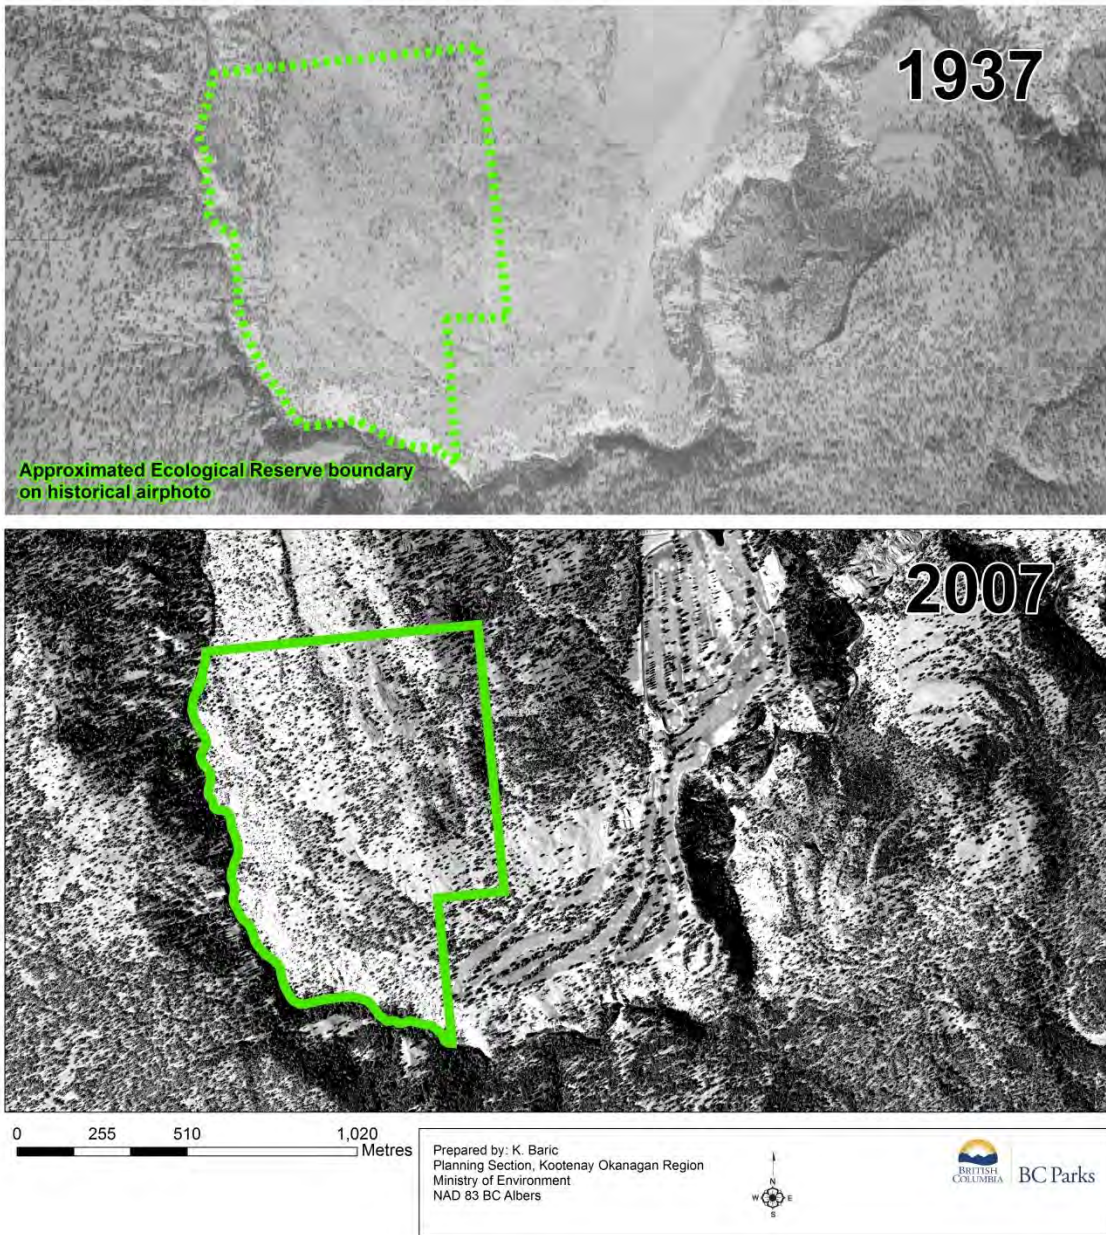 1937
Approximated Ecological Reserve boundary
on historical airphoto
2007
0 255 510 1,020
Metres
Prepared by: K. Baric
Planning Section, Kootenay Okanagan Region
Ministry of Environment
NAD 83 BC Albers
N
W E
S
BRITISH
COLUMBIA
BC Parks